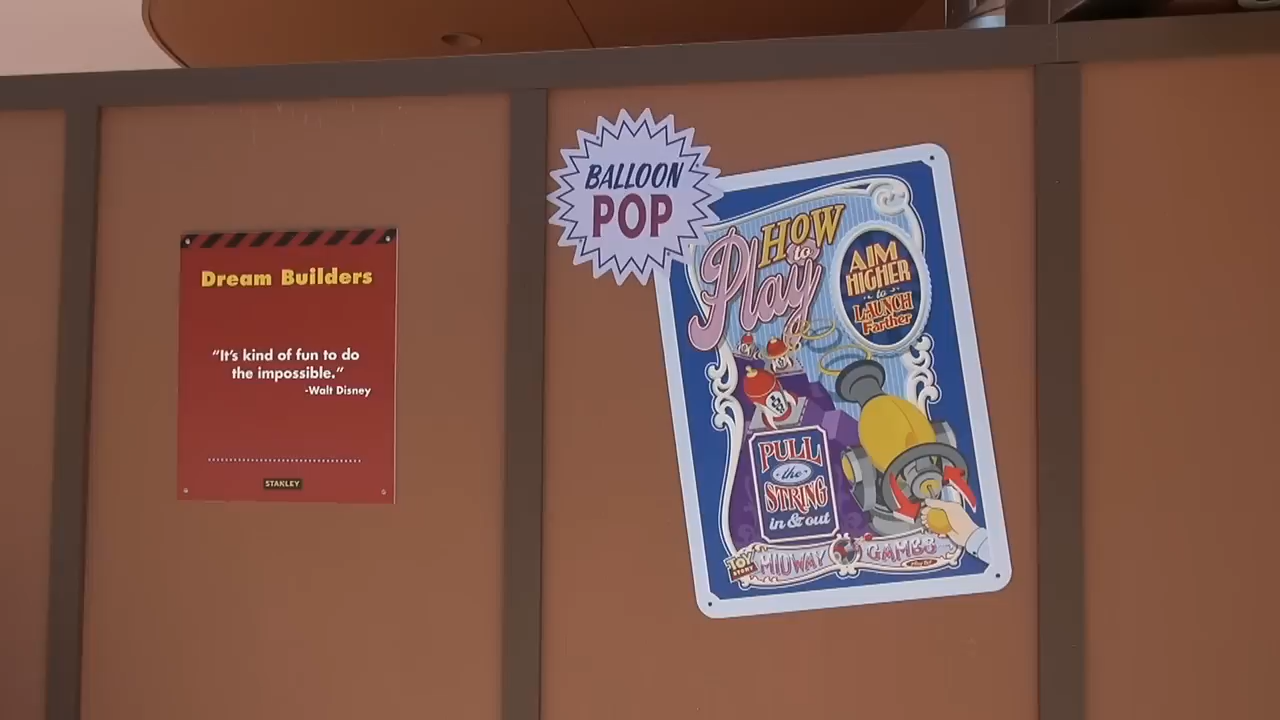 Dream Builders
"It's kind of fun to do
the impossible."
-Walt Disney
STANLEY
BALLOON
POP
HOW
to
Play
AIM
HIGHER
to
LAUNCH
Farther
PULL
the
STRING
in & out
TOY
STORY
MIDWAY
GAMES